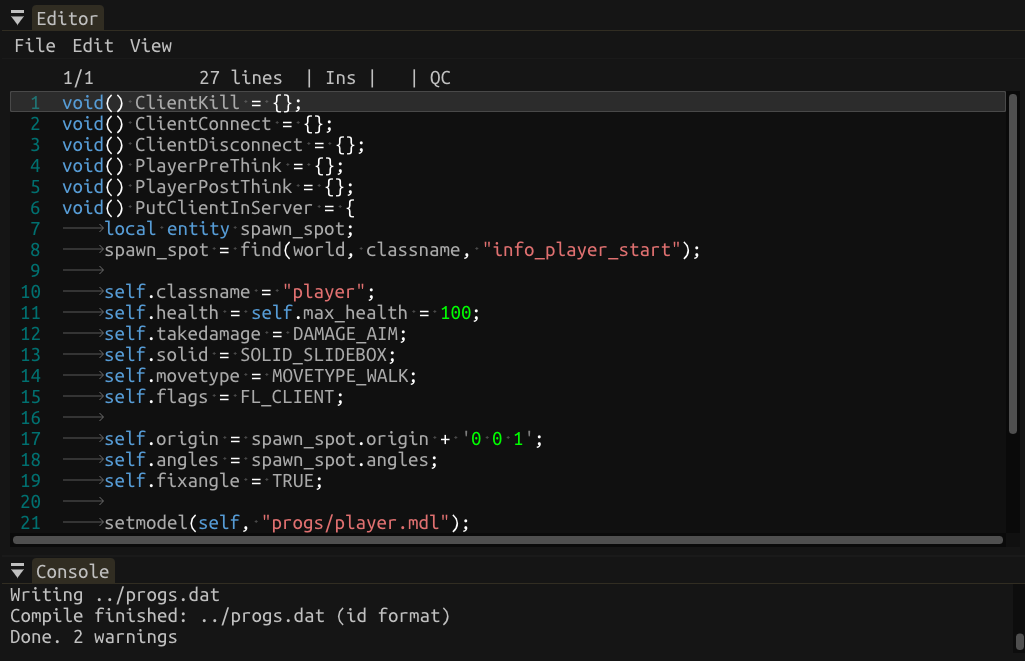 Editor
File Edit View
1/1 27 lines | Ins | | QC
1 void() ClientKill = {};
2 void() ClientConnect = {};
3 void() ClientDisconnect = {};
4 void() PlayerPreThink = {};
5 void() PlayerPostThink = {};
6 void() PutClientInServer = {
7 local entity spawn_spot;
8 spawn_spot = find(world, classname, "info_player_start");
9
10 self.classname = "player";
11 self.health = self.max_health = 100;
12 self.takedamage = DAMAGE_AIM;
13 self.solid = SOLID_SLIDEBOX;
14 self.movetype = MOVETYPE_WALK;
15 self.flags = FL_CLIENT;
16
17 self.origin = spawn_spot.origin + '0 0 1';
18 self.angles = spawn_spot.angles;
19 self.fixangle = TRUE;
20
21 setmodel(self, "progs/player.mdl");
Console
Writing ../progs.dat
Compile finished: ../progs.dat (id format)
Done. 2 warnings